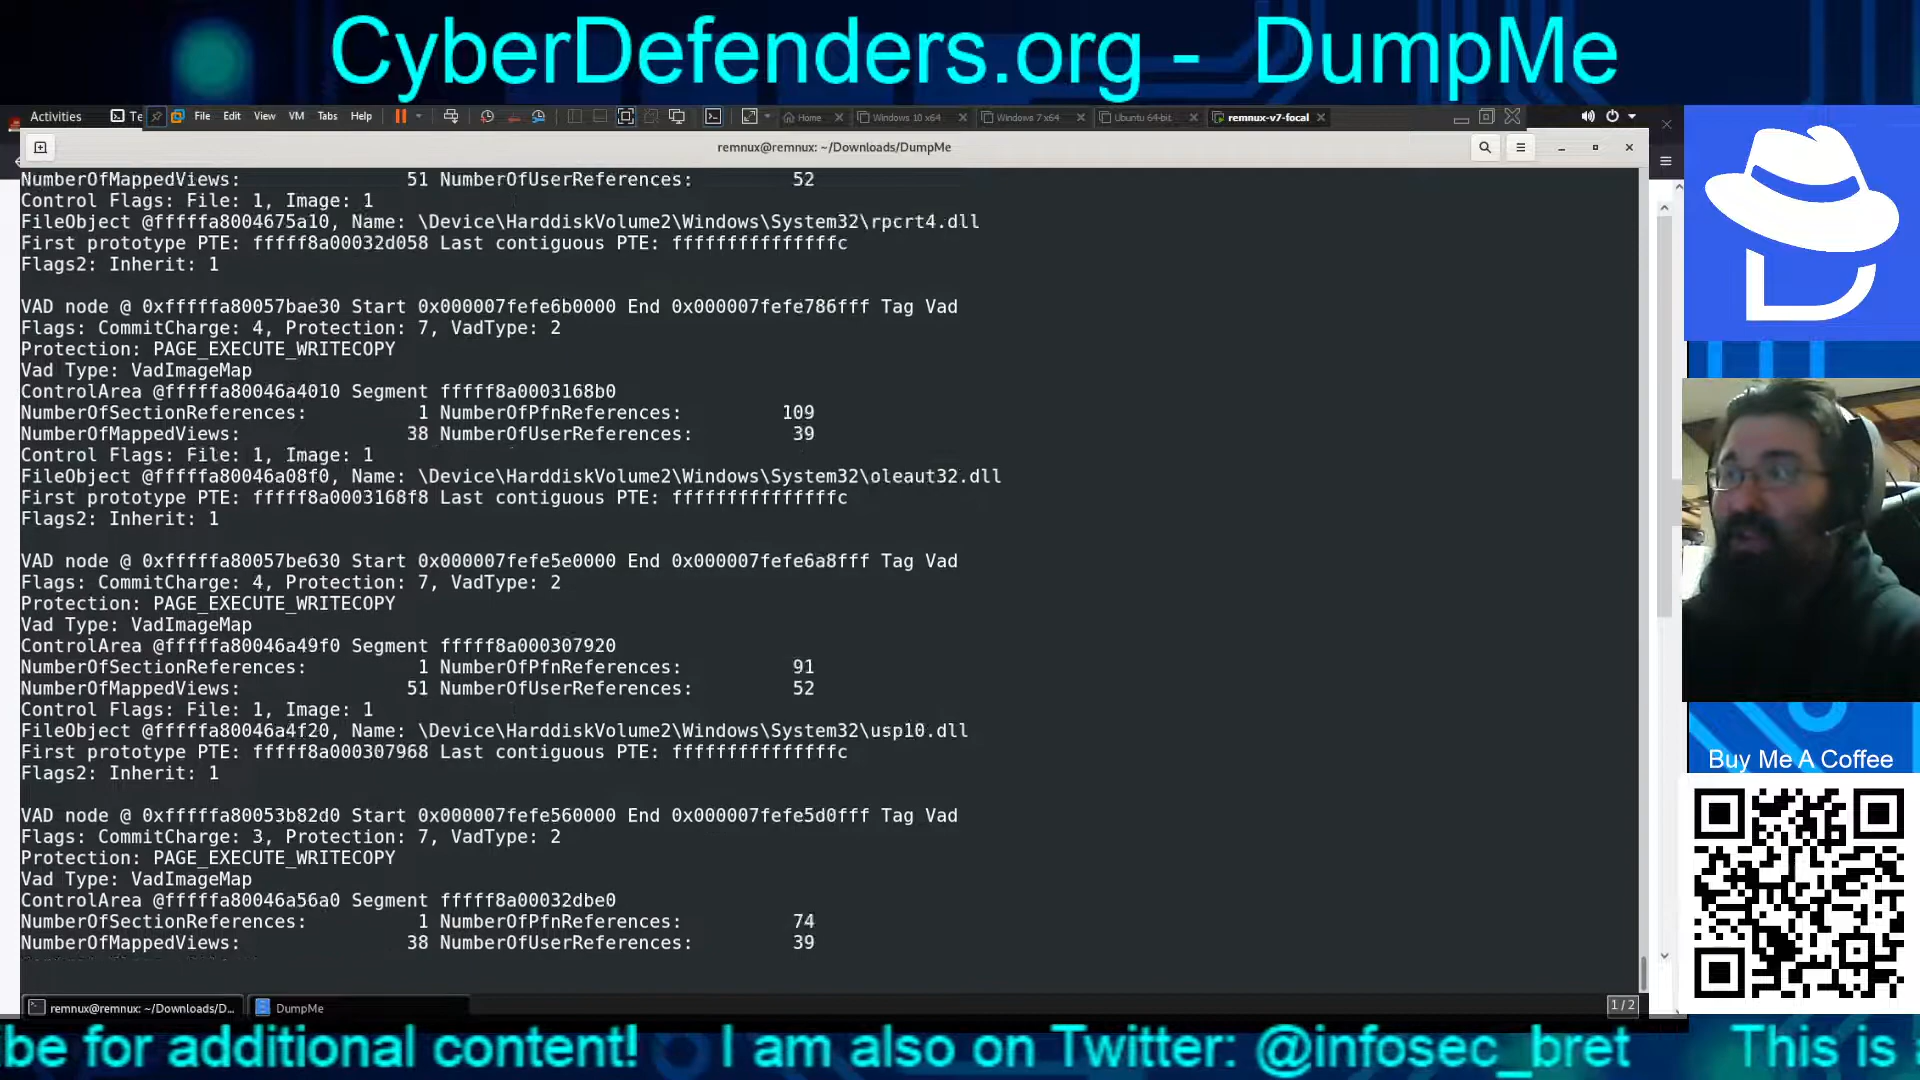 CyberDefenders.org - DumpMe
Activities
Te
File Edit View VM Tabs Help
Home
Windows 10 x64
Windows 7 x64
Ubuntu 64-bit
remnux-v7-focal
remnux@remnux: ~/Downloads/DumpMe
NumberOfMappedViews: 51 NumberOfUserReferences: 52
Control Flags: File: 1, Image: 1
FileObject @fffffa8004675a10, Name: \Device\HarddiskVolume2\Windows\System32\rpcrt4.dll
First prototype PTE: fffff8a00032d058 Last contiguous PTE: fffffffffffffffc
Flags2: Inherit: 1
VAD node @ 0xfffffa80057bae30 Start 0x000007fefe6b0000 End 0x000007fefe786fff Tag Vad
Flags: CommitCharge: 4, Protection: 7, VadType: 2
Protection: PAGE_EXECUTE_WRITECOPY
Vad Type: VadImageMap
ControlArea @fffffa80046a4010 Segment fffff8a0003168b0
NumberOfSectionReferences: 1 NumberOfPfnReferences: 109
NumberOfMappedViews: 38 NumberOfUserReferences: 39
Control Flags: File: 1, Image: 1
FileObject @fffffa80046a08f0, Name: \Device\HarddiskVolume2\Windows\System32\oleaut32.dll
First prototype PTE: fffff8a0003168f8 Last contiguous PTE: fffffffffffffffc
Flags2: Inherit: 1
VAD node @ 0xfffffa80057be630 Start 0x000007fefe5e0000 End 0x000007fefe6a8fff Tag Vad
Flags: CommitCharge: 4, Protection: 7, VadType: 2
Protection: PAGE_EXECUTE_WRITECOPY
Vad Type: VadImageMap
ControlArea @fffffa80046a49f0 Segment fffff8a000307920
NumberOfSectionReferences: 1 NumberOfPfnReferences: 91
NumberOfMappedViews: 51 NumberOfUserReferences: 52
Control Flags: File: 1, Image: 1
FileObject @fffffa80046a4f20, Name: \Device\HarddiskVolume2\Windows\System32\usp10.dll
First prototype PTE: fffff8a000307968 Last contiguous PTE: fffffffffffffffc
Flags2: Inherit: 1
VAD node @ 0xfffffa80053b82d0 Start 0x000007fefe560000 End 0x000007fefe5d0fff Tag Vad
Flags: CommitCharge: 3, Protection: 7, VadType: 2
Protection: PAGE_EXECUTE_WRITECOPY
Vad Type: VadImageMap
ControlArea @fffffa80046a56a0 Segment fffff8a00032dbe0
NumberOfSectionReferences: 1 NumberOfPfnReferences: 74
NumberOfMappedViews: 38 NumberOfUserReferences: 39
Buy Me A Coffee
remnux@remnux: ~/Downloads/D...
DumpMe
1 / 2
be for additional content! I am also on Twitter: @infosec_bret This is